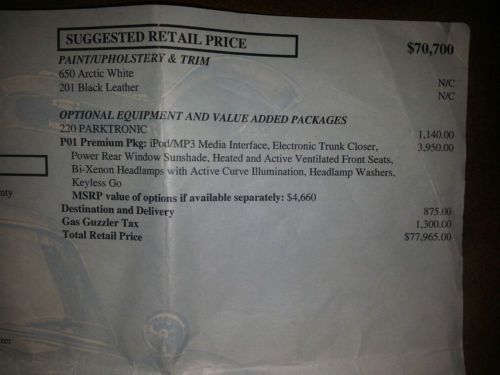 SUGGESTED RETAIL PRICE $70,700
PAINT/UPHOLSTERY & TRIM
650 Arctic White N/C
201 Black Leather N/C
OPTIONAL EQUIPMENT AND VALUE ADDED PACKAGES
220 PARKTRONIC 1,140.00
P01 Premium Pkg: iPod/MP3 Media Interface, Electronic Trunk Closer, 3,950.00
Power Rear Window Sunshade, Heated and Active Ventilated Front Seats,
Bi-Xenon Headlamps with Active Curve Illumination, Headlamp Washers,
Keyless Go
MSRP value of options if available separately: $4,660
nty
Destination and Delivery 875.00
Gas Guzzler Tax 1,300.00
Total Retail Price $77,965.00
zer